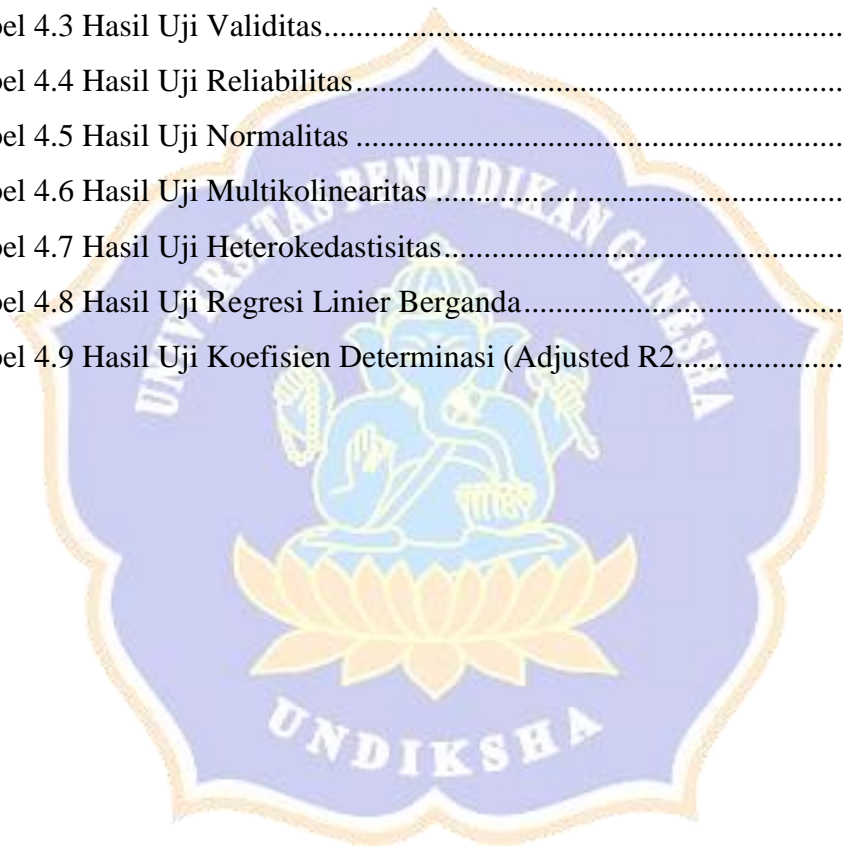 bel 4.3 Hasil Uji Validitas................................................................
bel 4.4 Hasil Uji Reliabilitas............................................................
bel 4.5 Hasil Uji Normalitas ............................................................
bel 4.6 Hasil Uji Multikolinearitas ..................................................
bel 4.7 Hasil Uji Heterokedastisitas.................................................
bel 4.8 Hasil Uji Regresi Linier Berganda.......................................
bel 4.9 Hasil Uji Koefisien Determinasi (Adjusted R2....................
UNIVERSITAS PENDIDIKAN GANESHA
UNDIKSHA